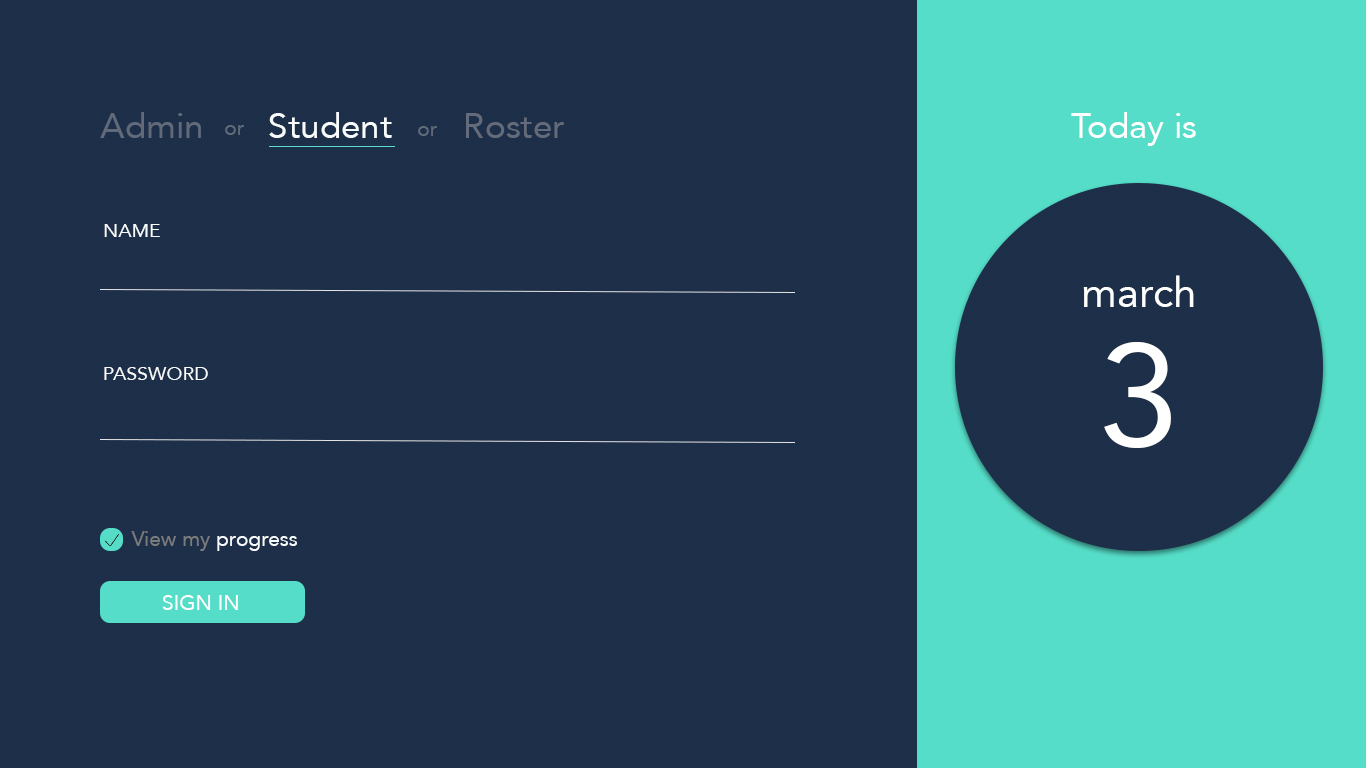 Admin or Student or Roster
NAME
PASSWORD
View my progress
SIGN IN
Today is
march
3